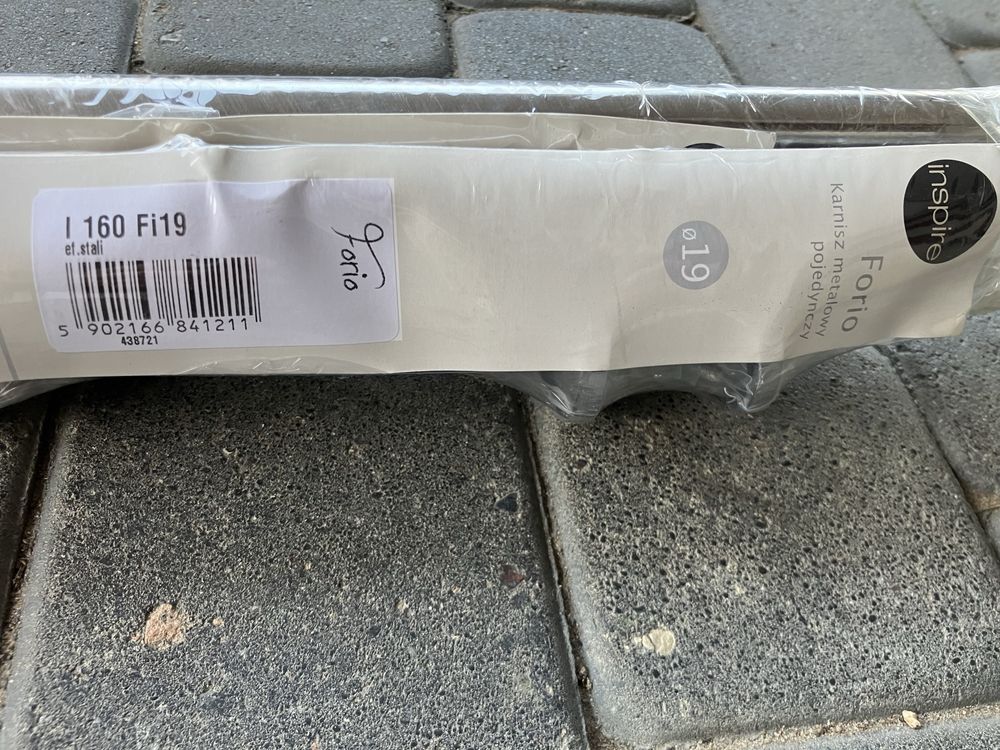 I 160 Fi19
ef.stali
5 902166 841211
438721
Forio
ø19
Forio
Karnisz metalowy
pojedynczy
inspire